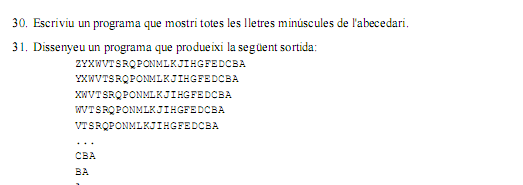 30. Escriviu un programa que mostri totes les lletres minúscules de l'abecedari.
31. Dissenyeu un programa que produeixi la següent sortida:
ZYXWVTSRQPONMLKJIHGFEDCBA
YXWVTSRQPONMLKJIHGFEDCBA
XWVTSRQPONMLKJIHGFEDCBA
WVTSRQPONMLKJIHGFEDCBA
VTSRQPONMLKJIHGFEDCBA
...
CBA
BA